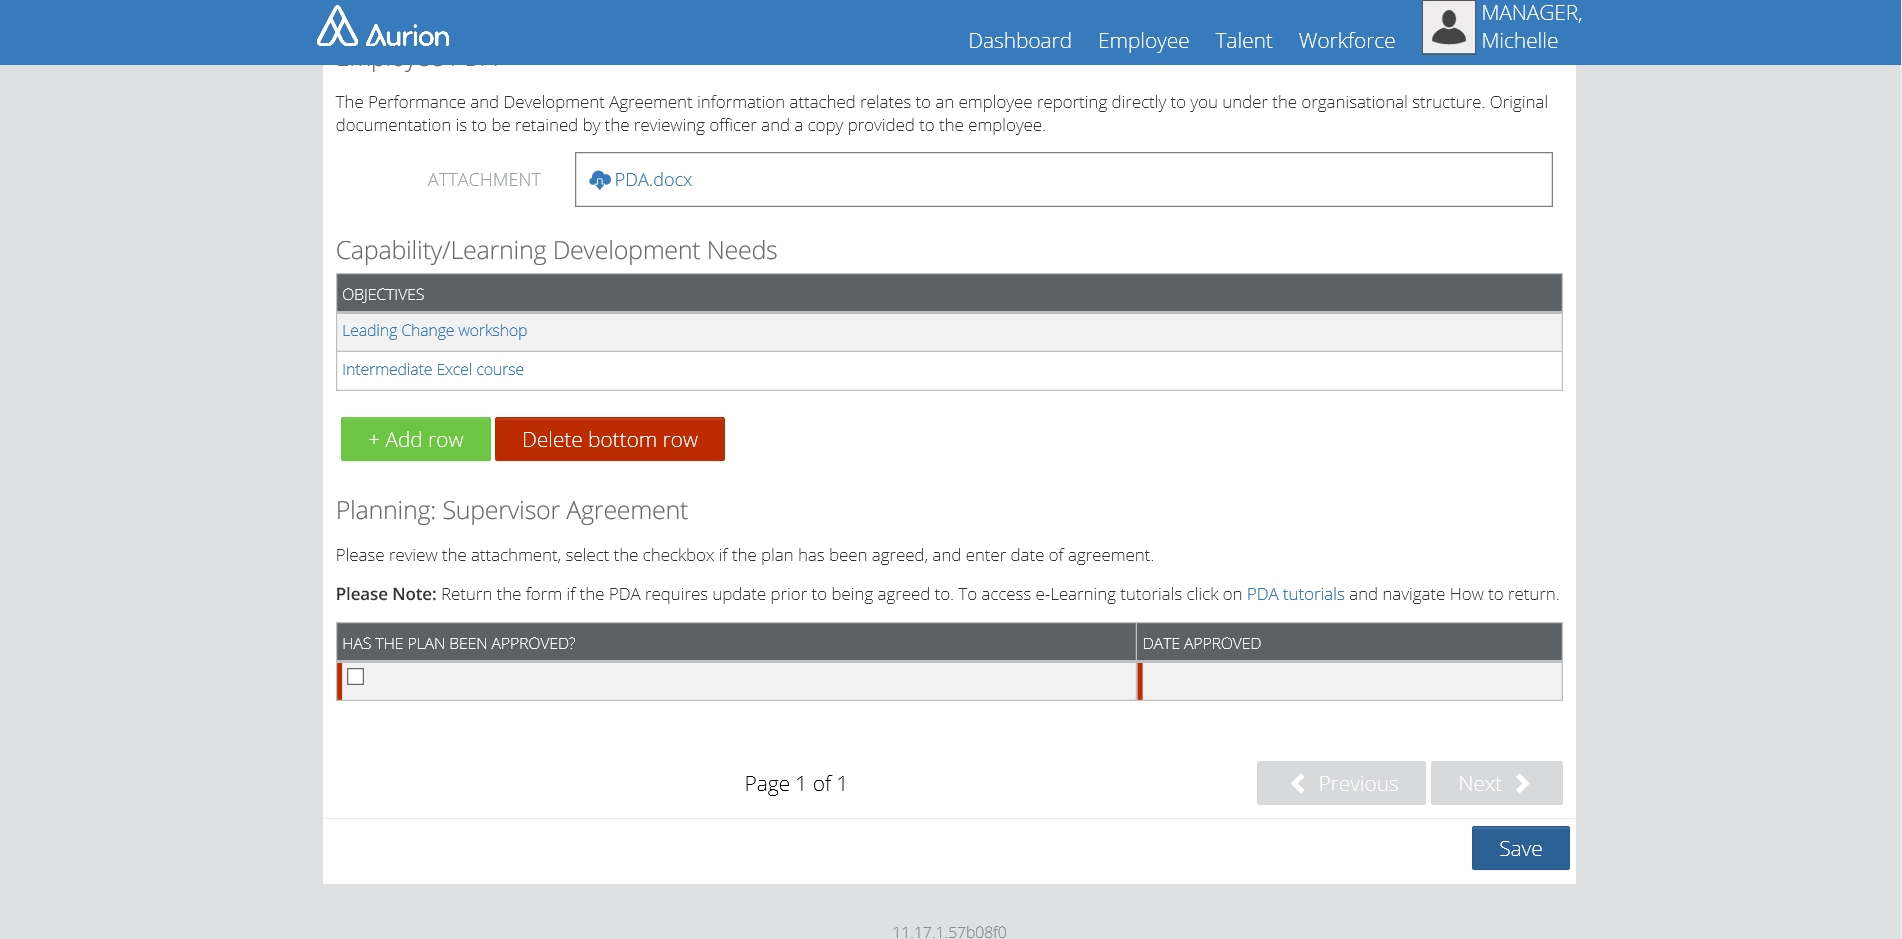 Aurion
Dashboard
Employee
Talent
Workforce
MANAGER,
Michelle
The Performance and Development Agreement information attached relates to an employee reporting directly to you under the organisational structure. Original
documentation is to be retained by the reviewing officer and a copy provided to the employee.
ATTACHMENT
PDA.docx
Capability/Learning Development Needs
OBJECTIVES
Leading Change workshop
Intermediate Excel course
+ Add row
Delete bottom row
Planning: Supervisor Agreement
Please review the attachment, select the checkbox if the plan has been agreed, and enter date of agreement.
Please Note: Return the form if the PDA requires update prior to being agreed to. To access e-Learning tutorials click on PDA tutorials and navigate How to return.
HAS THE PLAN BEEN APPROVED?
DATE APPROVED
Page 1 of 1
Previous
Next
Save
11.17.1.57b08f0